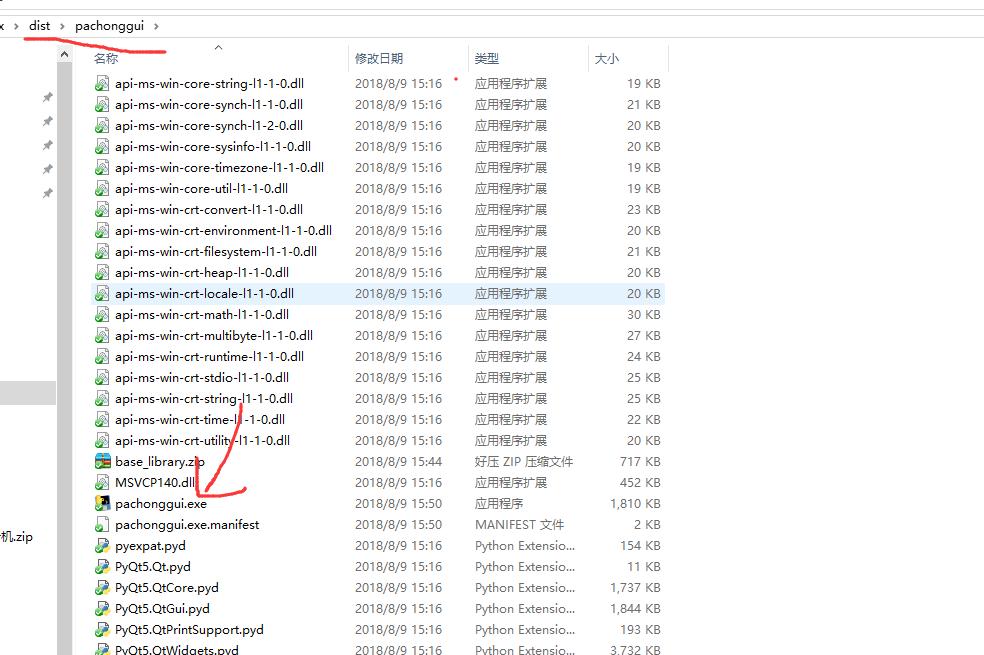 x > dist > pachonggui >
名称 修改日期 类型 大小
api-ms-win-core-string-l1-1-0.dll 2018/8/9 15:16 应用程序扩展 19 KB
api-ms-win-core-synch-l1-1-0.dll 2018/8/9 15:16 应用程序扩展 21 KB
api-ms-win-core-synch-l1-2-0.dll 2018/8/9 15:16 应用程序扩展 20 KB
api-ms-win-core-sysinfo-l1-1-0.dll 2018/8/9 15:16 应用程序扩展 20 KB
api-ms-win-core-timezone-l1-1-0.dll 2018/8/9 15:16 应用程序扩展 19 KB
api-ms-win-core-util-l1-1-0.dll 2018/8/9 15:16 应用程序扩展 19 KB
api-ms-win-crt-convert-l1-1-0.dll 2018/8/9 15:16 应用程序扩展 23 KB
api-ms-win-crt-environment-l1-1-0.dll 2018/8/9 15:16 应用程序扩展 20 KB
api-ms-win-crt-filesystem-l1-1-0.dll 2018/8/9 15:16 应用程序扩展 21 KB
api-ms-win-crt-heap-l1-1-0.dll 2018/8/9 15:16 应用程序扩展 20 KB
api-ms-win-crt-locale-l1-1-0.dll 2018/8/9 15:16 应用程序扩展 20 KB
api-ms-win-crt-math-l1-1-0.dll 2018/8/9 15:16 应用程序扩展 30 KB
api-ms-win-crt-multibyte-l1-1-0.dll 2018/8/9 15:16 应用程序扩展 27 KB
api-ms-win-crt-runtime-l1-1-0.dll 2018/8/9 15:16 应用程序扩展 24 KB
api-ms-win-crt-stdio-l1-1-0.dll 2018/8/9 15:16 应用程序扩展 25 KB
api-ms-win-crt-string-l1-1-0.dll 2018/8/9 15:16 应用程序扩展 25 KB
api-ms-win-crt-time-l1-1-0.dll 2018/8/9 15:16 应用程序扩展 22 KB
api-ms-win-crt-utility-l1-1-0.dll 2018/8/9 15:16 应用程序扩展 20 KB
base_library.zip 2018/8/9 15:44 好压 ZIP 压缩文件 717 KB
MSVCP140.dll 2018/8/9 15:16 应用程序扩展 452 KB
pachonggui.exe 2018/8/9 15:50 应用程序 1,810 KB
pachonggui.exe.manifest 2018/8/9 15:50 MANIFEST 文件 2 KB
机.zip
pyexpat.pyd 2018/8/9 15:16 Python Extensio... 154 KB
PyQt5.Qt.pyd 2018/8/9 15:16 Python Extensio... 11 KB
PyQt5.QtCore.pyd 2018/8/9 15:16 Python Extensio... 1,737 KB
PyQt5.QtGui.pyd 2018/8/9 15:16 Python Extensio... 1,844 KB
PyQt5.QtPrintSupport.pyd 2018/8/9 15:16 Python Extensio... 193 KB
PyQt5.QtWidgets.pyd 2018/8/9 15:16 Python Extensio... 3,732 KB